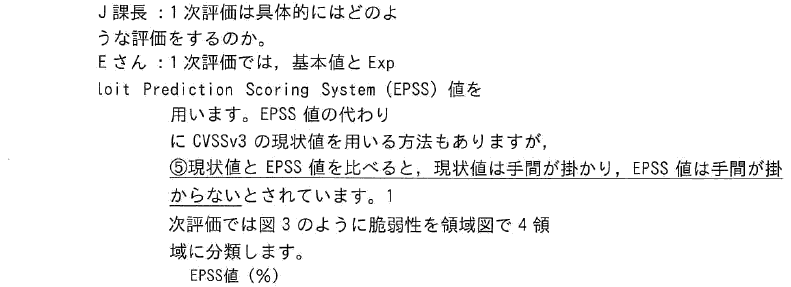 J 課長 ：1 次評価は具体的にはどのよ
うな評価をするのか。
E さん ：1 次評価では，基本値と Exp
loit Prediction Scoring System（EPSS）値を
用います。EPSS 値の代わり
に CVSSv3 の現状値を用いる方法もありますが，
⑤現状値と EPSS 値を比べると，現状値は手間が掛かり，EPSS 値は手間が掛
からないとされています。1
次評価では図 3 のように脆弱性を領域図で 4 領
域に分類します。
EPSS値（%）